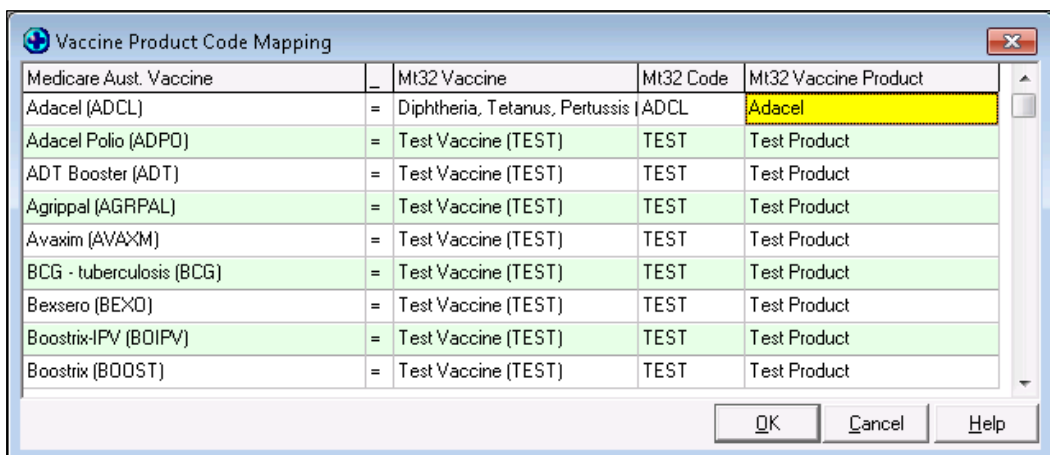 Vaccine Product Code Mapping
Medicare Aust. Vaccine _ Mt32 Vaccine Mt32 Code Mt32 Vaccine Product
Adacel (ADCL) = Diphtheria, Tetanus, Pertussis ( ADCL Adacel
Adacel Polio (ADPO) = Test Vaccine (TEST) TEST Test Product
ADT Booster (ADT) = Test Vaccine (TEST) TEST Test Product
Agrippal (AGRPAL) = Test Vaccine (TEST) TEST Test Product
Avaxim (AVAXM) = Test Vaccine (TEST) TEST Test Product
BCG - tuberculosis (BCG) = Test Vaccine (TEST) TEST Test Product
Bexsero (BEXO) = Test Vaccine (TEST) TEST Test Product
Boostrix-IPV (BOIPV) = Test Vaccine (TEST) TEST Test Product
Boostrix (BOOST) = Test Vaccine (TEST) TEST Test Product
OK Cancel Help